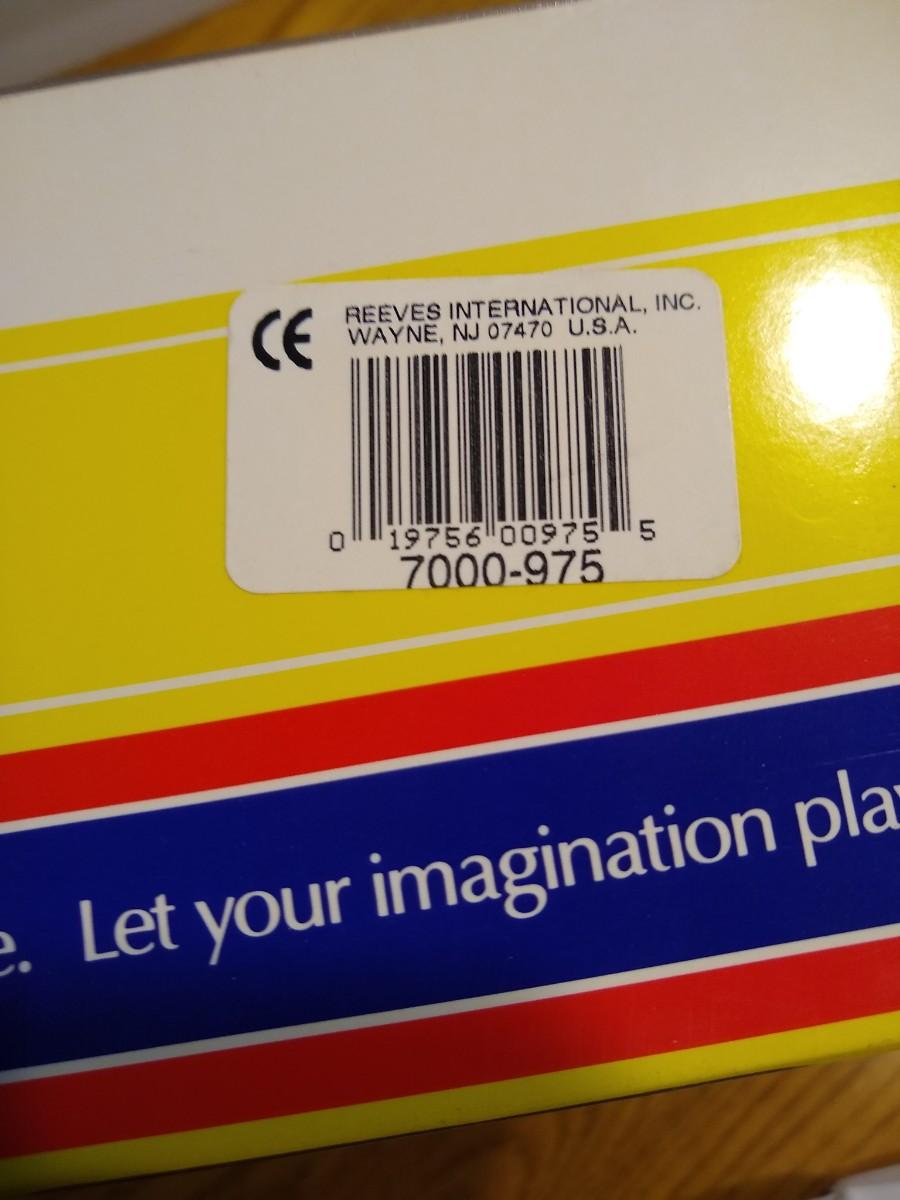 CE REEVES INTERNATIONAL, INC.
WAYNE, NJ 07470 U.S.A.
0 19756 00975 5
7000-975
e. Let your imagination pla